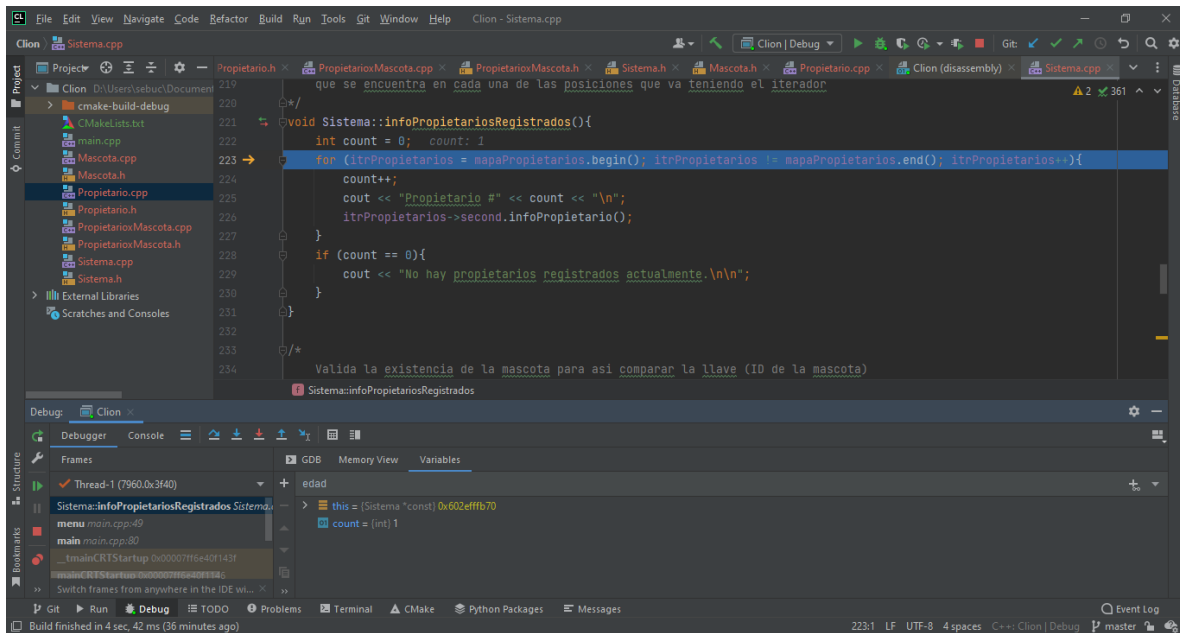 CL File Edit View Navigate Code Refactor Build Run Tools Git Window Help Clion - Sistema.cpp
Clion Sistema.cpp Clion | Debug Git:
Project Propietario.h PropietarioxMascota.cpp PropietarioxMascota.h Sistema.h Mascota.h Propietario.cpp Clion (disassembly) Sistema.cpp
Clion D:\Users\sebuc\Document
cmake-build-debug
CMakeLists.txt
main.cpp
Mascota.cpp
Mascota.h
Propietario.cpp
Propietario.h
PropietarioxMascota.cpp
PropietarioxMascota.h
Sistema.cpp
Sistema.h
External Libraries
Scratches and Consoles
219 que se encuentra en cada una de las posiciones que va teniendo el iterador
2 361
220 */
221 void Sistema::infoPropietariosRegistrados(){
222 int count = 0; count: 1
223 for (itrPropietarios = mapaPropietarios.begin(); itrPropietarios != mapaPropietarios.end(); itrPropietarios++){
224 count++;
225 cout << "Propietario #" << count << "\n";
226 itrPropietarios->second.infoPropietario();
227 }
228 if (count == 0){
229 cout << "No hay propietarios registrados actualmente.\n\n";
230 }
231 }
232
233 /*
234 Valida la existencia de la mascota para asi comparar la llave (ID de la mascota)
f Sistema::infoPropietariosRegistrados
Project
Commit
Structure
Bookmarks
Database
Debug: Clion
Debugger Console
Frames GDB Memory View Variables
Thread-1 (7960.0x3f40) edad
Sistema::infoPropietariosRegistrados Sistema.
menu main.cpp:49
main main.cpp:80
__tmainCRTStartup 0x00007ff6e40f143f
mainCRTStartup
Switch frames from anywhere in the IDE wi...
this = {Sistema *const} 0x602efffb70
count = {int} 1
Git Run Debug TODO Problems Terminal CMake Python Packages Messages Event Log
Build finished in 4 sec, 42 ms (36 minutes ago) 223:1 LF UTF-8 4 spaces C++: Clion | Debug master